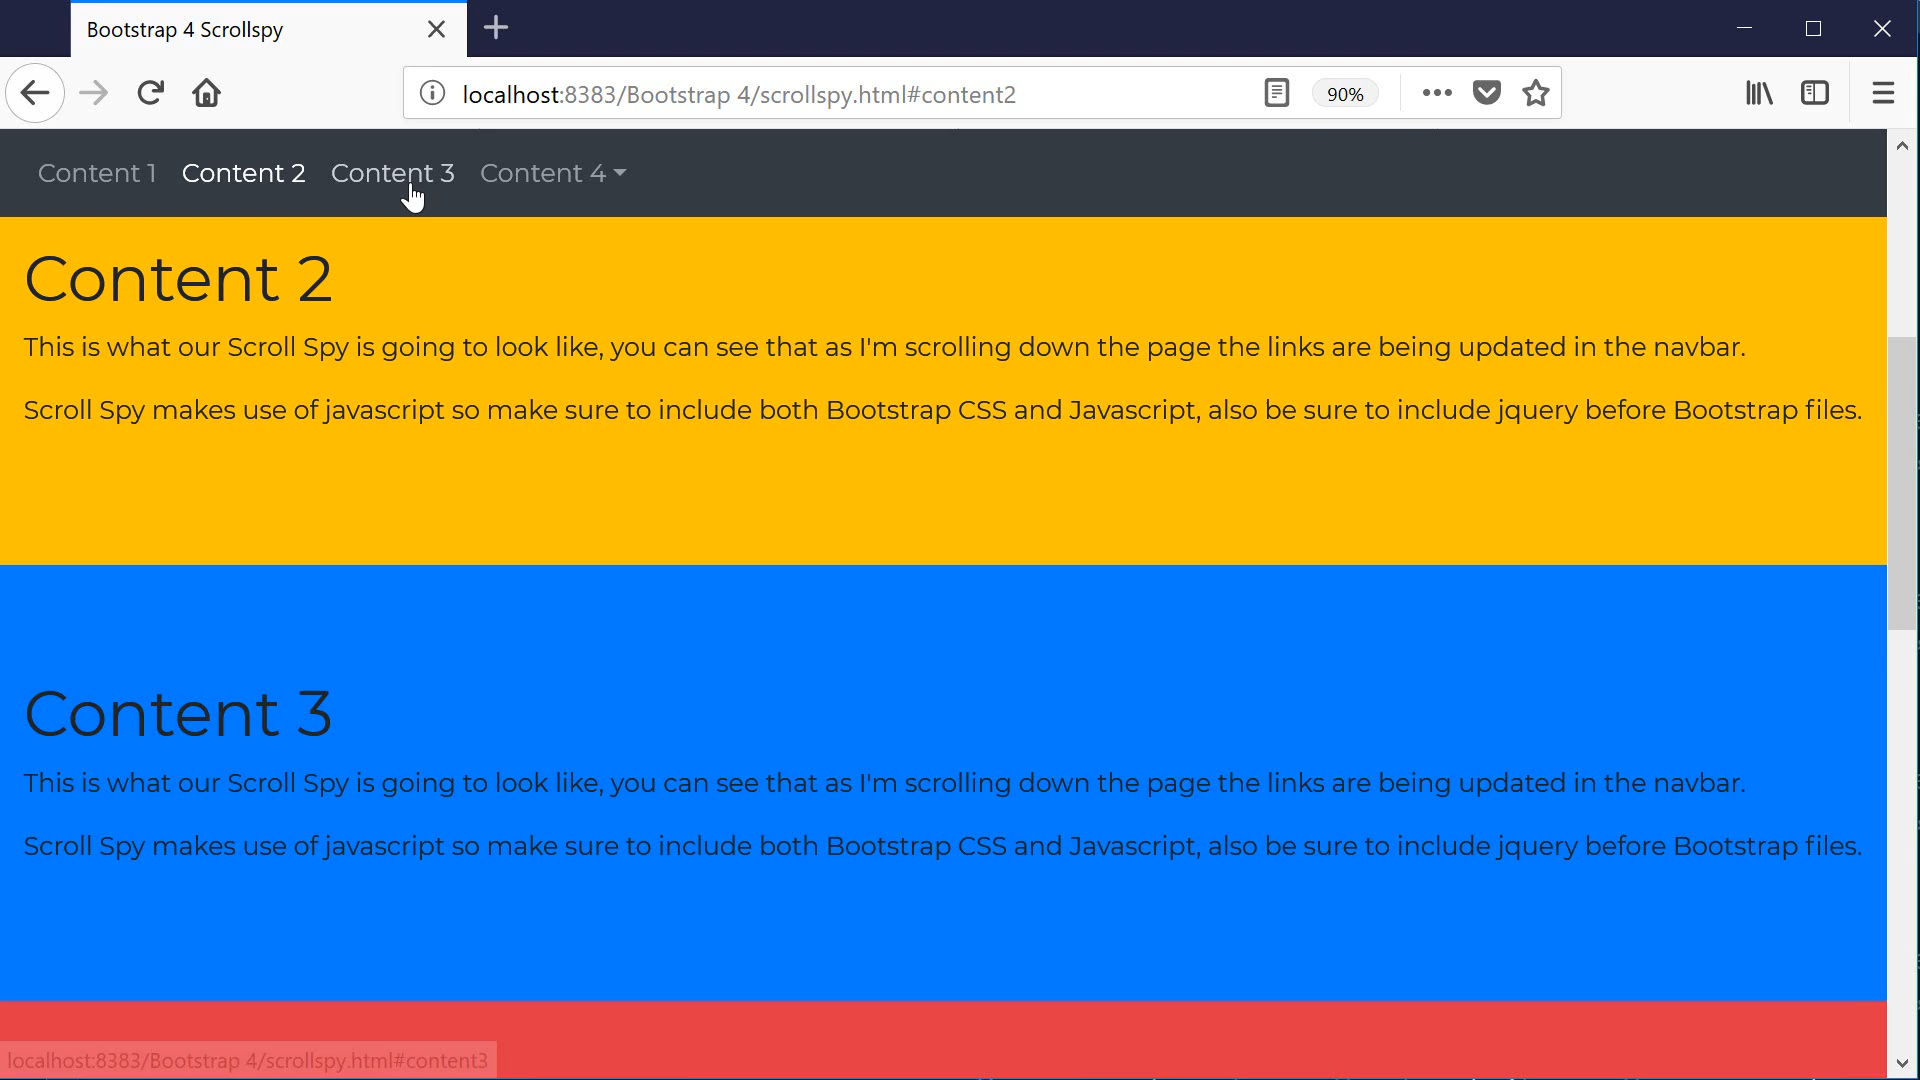 Bootstrap 4 Scrollspy
localhost:8383/Bootstrap 4/scrollspy.html#content2
90%
Content 1 Content 2 Content 3 Content 4
Content 2
This is what our Scroll Spy is going to look like, you can see that as I'm scrolling down the page the links are being updated in the navbar.
Scroll Spy makes use of javascript so make sure to include both Bootstrap CSS and Javascript, also be sure to include jquery before Bootstrap files.
Content 3
This is what our Scroll Spy is going to look like, you can see that as I'm scrolling down the page the links are being updated in the navbar.
Scroll Spy makes use of javascript so make sure to include both Bootstrap CSS and Javascript, also be sure to include jquery before Bootstrap files.
localhost:8383/Bootstrap 4/scrollspy.html#content3